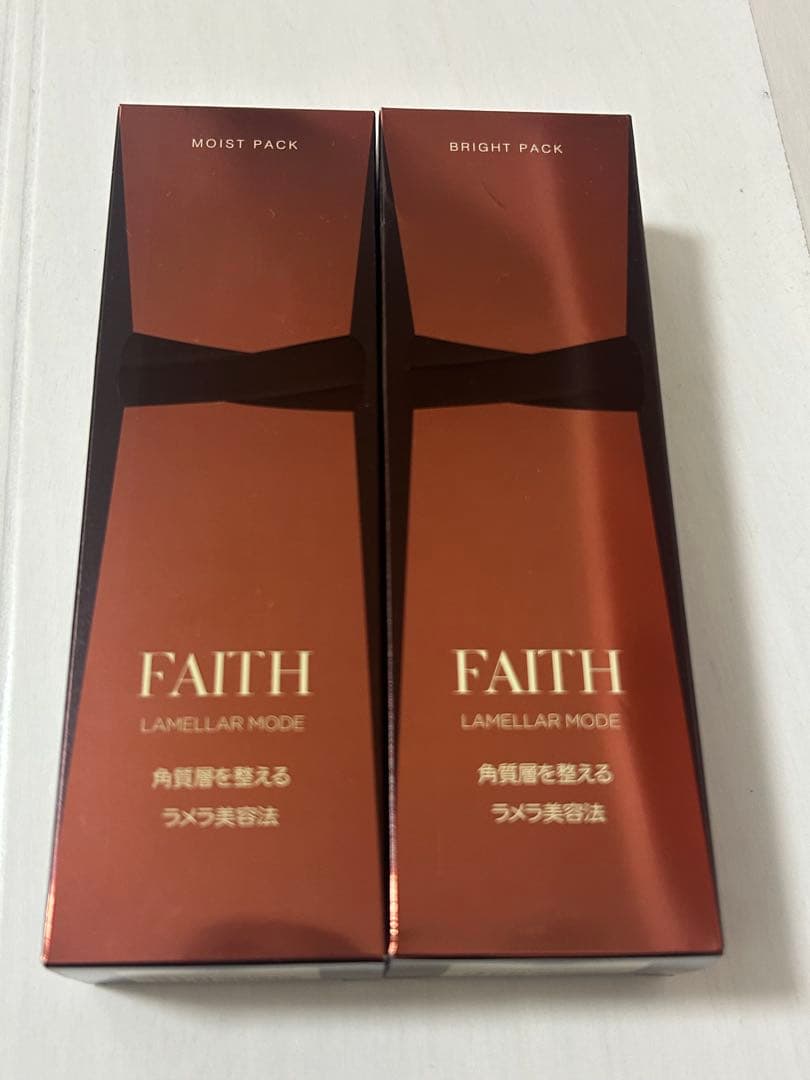 MOIST PACK
FAITH
LAMELLAR MODE
角質層を整える
ラメラ美容法
BRIGHT PACK
FAITH
LAMELLAR MODE
角質層を整える
ラメラ美容法